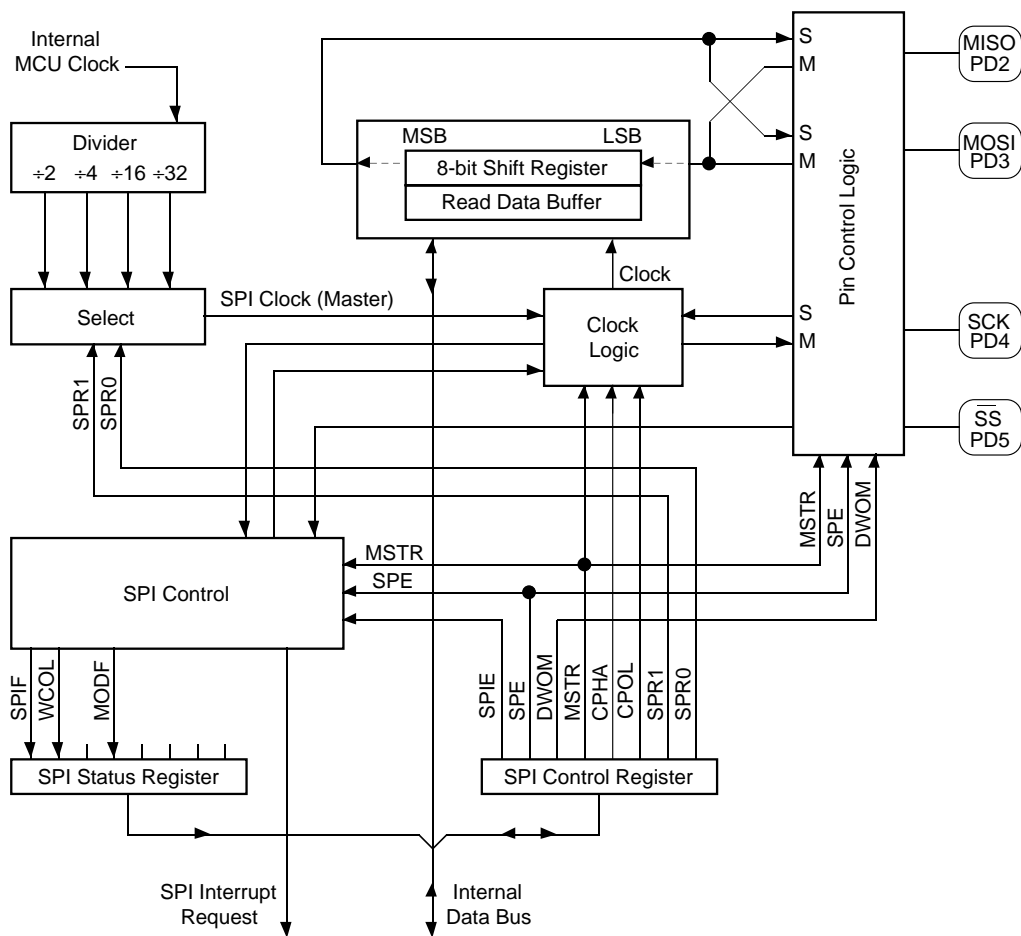 Internal
MCU Clock
Divider
÷2 ÷4 ÷16 ÷32
Select
SPI Clock (Master)
SPR1
SPR0
MSB
LSB
8-bit Shift Register
Read Data Buffer
Clock
Clock
Logic
S
M
S
M
S
M
Pin Control Logic
MISO
PD2
MOSI
PD3
SCK
PD4
SS
PD5
MSTR
SPE
DWOM
MSTR
SPE
SPI Control
SPIF
WCOL
MODF
SPIE
SPE
DWOM
MSTR
CPHA
CPOL
SPR1
SPR0
SPI Status Register
SPI Control Register
SPI Interrupt
Request
Internal
Data Bus